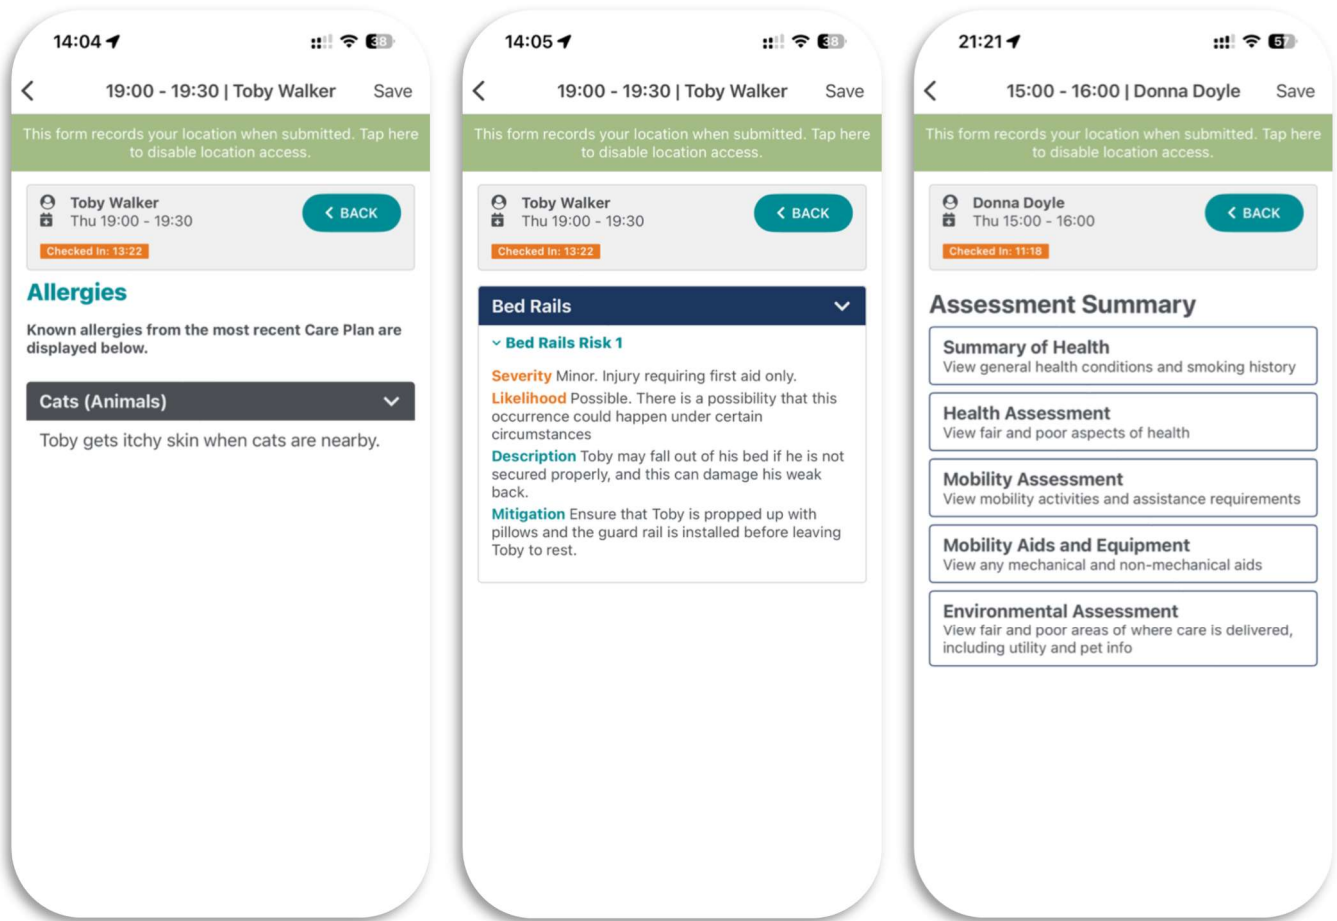 14:04
38
19:00 - 19:30 | Toby Walker
Save
This form records your location when submitted. Tap here
to disable location access.
Toby Walker
Thu 19:00 - 19:30
BACK
Checked In: 13:22
Allergies
Known allergies from the most recent Care Plan are
displayed below.
Cats (Animals)
Toby gets itchy skin when cats are nearby.
14:05
38
19:00 - 19:30 | Toby Walker
Save
This form records your location when submitted. Tap here
to disable location access.
Toby Walker
Thu 19:00 - 19:30
BACK
Checked In: 13:22
Bed Rails
Bed Rails Risk 1
Severity Minor. Injury requiring first aid only.
Likelihood Possible. There is a possibility that this
occurrence could happen under certain
circumstances
Description Toby may fall out of his bed if he is not
secured properly, and this can damage his weak
back.
Mitigation Ensure that Toby is propped up with
pillows and the guard rail is installed before leaving
Toby to rest.
21:21
57
15:00 - 16:00 | Donna Doyle
Save
This form records your location when submitted. Tap here
to disable location access.
Donna Doyle
Thu 15:00 - 16:00
BACK
Checked In: 11:18
Assessment Summary
Summary of Health
View general health conditions and smoking history
Health Assessment
View fair and poor aspects of health
Mobility Assessment
View mobility activities and assistance requirements
Mobility Aids and Equipment
View any mechanical and non-mechanical aids
Environmental Assessment
View fair and poor areas of where care is delivered,
including utility and pet info